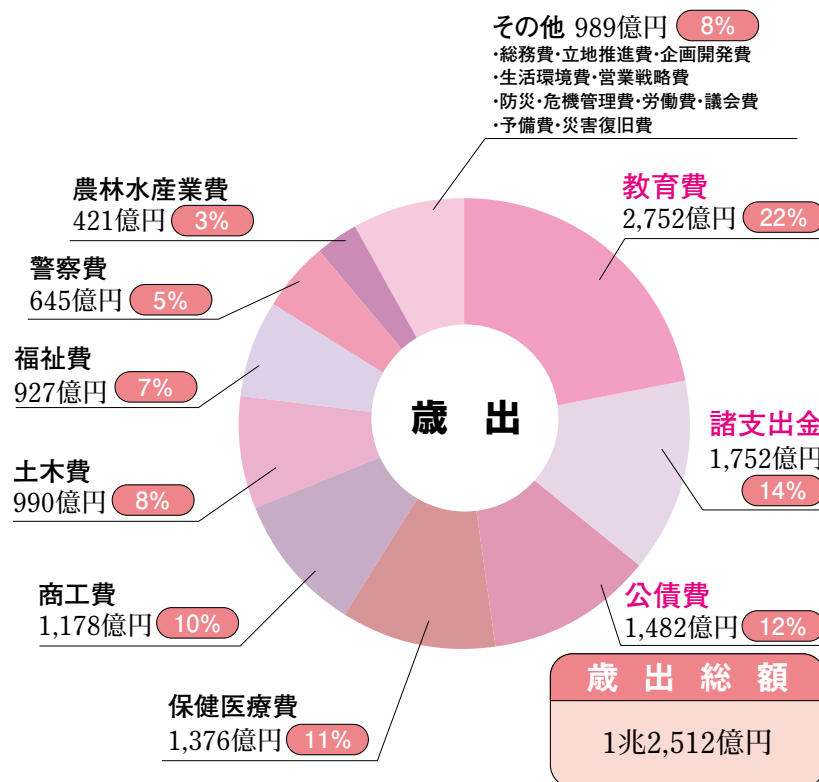 その他 989億円 8%
・総務費・立地推進費・企画開発費
・生活環境費・営業戦略費
・防災・危機管理費・労働費・議会費
・予備費・災害復旧費
教育費
2,752億円 22%
諸支出金
1,752億円
14%
公債費
1,482億円 12%
保健医療費
1,376億円 11%
商工費
1,178億円 10%
土木費
990億円 8%
福祉費
927億円 7%
警察費
645億円 5%
農林水産業費
421億円 3%
歳 出
歳 出 総 額
1兆2,512億円